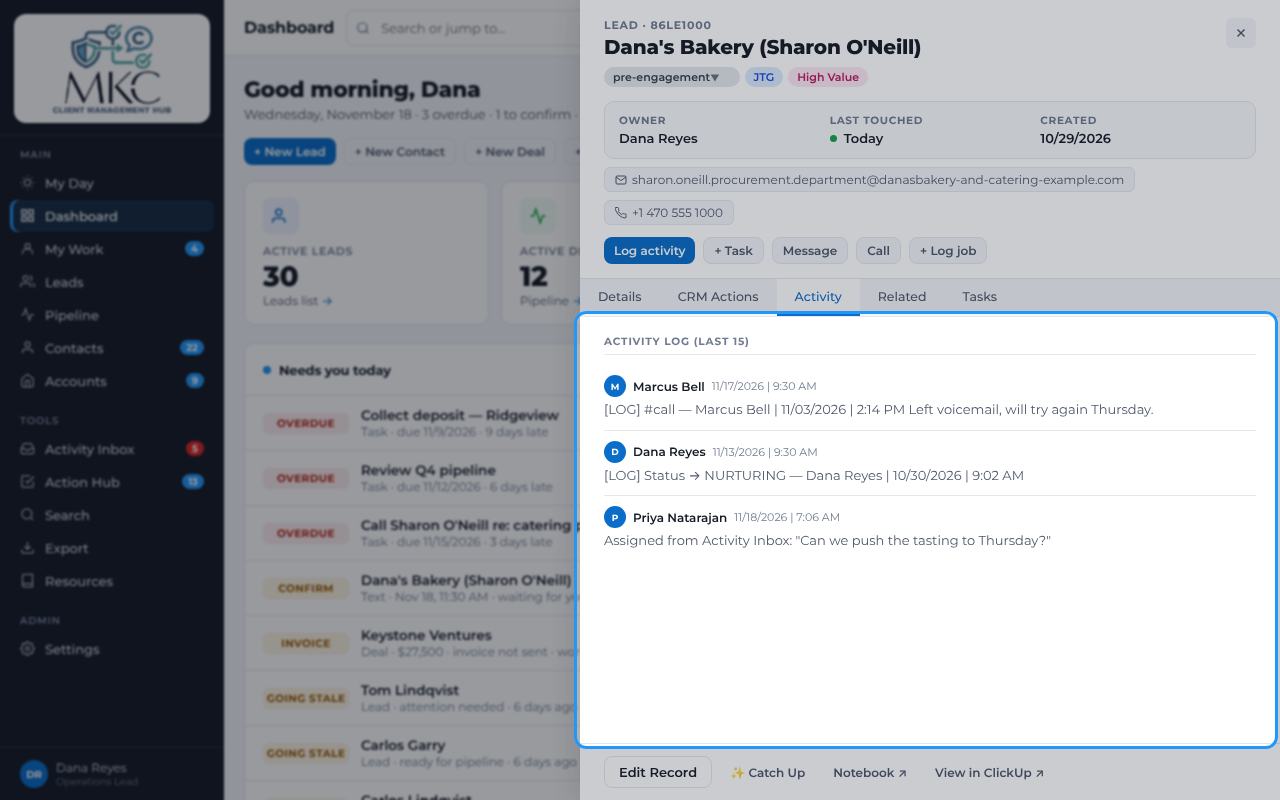 MKC
CLIENT MANAGEMENT HUB
MAIN
My Day
Dashboard
My Work 4
Leads
Pipeline
Contacts 22
Accounts 9
TOOLS
Activity Inbox 5
Action Hub 13
Search
Export
Resources
ADMIN
Settings
DR
Dana Reyes
Operations Lead
Dashboard
Search or jump to...
Good morning, Dana
Wednesday, November 18 · 3 overdue · 1 to confirm ·
+ New Lead
+ New Contact
+ New Deal
+
ACTIVE LEADS
30
Leads list →
ACTIVE
12
Pipeline →
Needs you today
OVERDUE
Collect deposit — Ridgeview
Task · due 11/9/2026 · 9 days late
OVERDUE
Review Q4 pipeline
Task · due 11/12/2026 · 6 days late
OVERDUE
Call Sharon O'Neill re: catering
Task · due 11/15/2026 · 3 days late
CONFIRM
Dana's Bakery (Sharon O'Neill)
Text · Nov 18, 11:30 AM · waiting for
INVOICE
Keystone Ventures
Deal · $27,500 · invoice not sent ·
GOING STALE
Tom Lindqvist
Lead · attention needed · 6 days ago
GOING STALE
Carlos Garry
Lead · ready for pipeline · 6 days ago
Carlos Lindqvist
LEAD · 86LE1000
Dana's Bakery (Sharon O'Neill)
pre-engagement▼
JTG
High Value
×
OWNER
Dana Reyes
LAST TOUCHED
Today
CREATED
10/29/2026
sharon.oneill.procurement.department@danasbakery-and-catering-example.com
+1 470 555 1000
Log activity
+ Task
Message
Call
+ Log job
Details
CRM Actions
Activity
Related
Tasks
ACTIVITY LOG (LAST 15)
M Marcus Bell 11/17/2026 | 9:30 AM
[LOG] #call — Marcus Bell | 11/03/2026 | 2:14 PM Left voicemail, will try again Thursday.
D Dana Reyes 11/13/2026 | 9:30 AM
[LOG] Status → NURTURING — Dana Reyes | 10/30/2026 | 9:02 AM
P Priya Natarajan 11/18/2026 | 7:06 AM
Assigned from Activity Inbox: "Can we push the tasting to Thursday?"
Edit Record
✨ Catch Up
Notebook ↗
View in ClickUp ↗